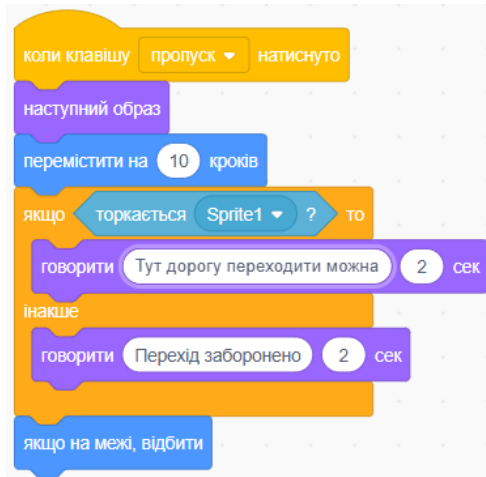 коли клавішу пропуск натиснуто
наступний образ
перемістити на 10 кроків
якщо торкається Sprite1 ? то
говорити Тут дорогу переходити можна 2 сек
інакше
говорити Перехід заборонено 2 сек
якщо на межі, відбити